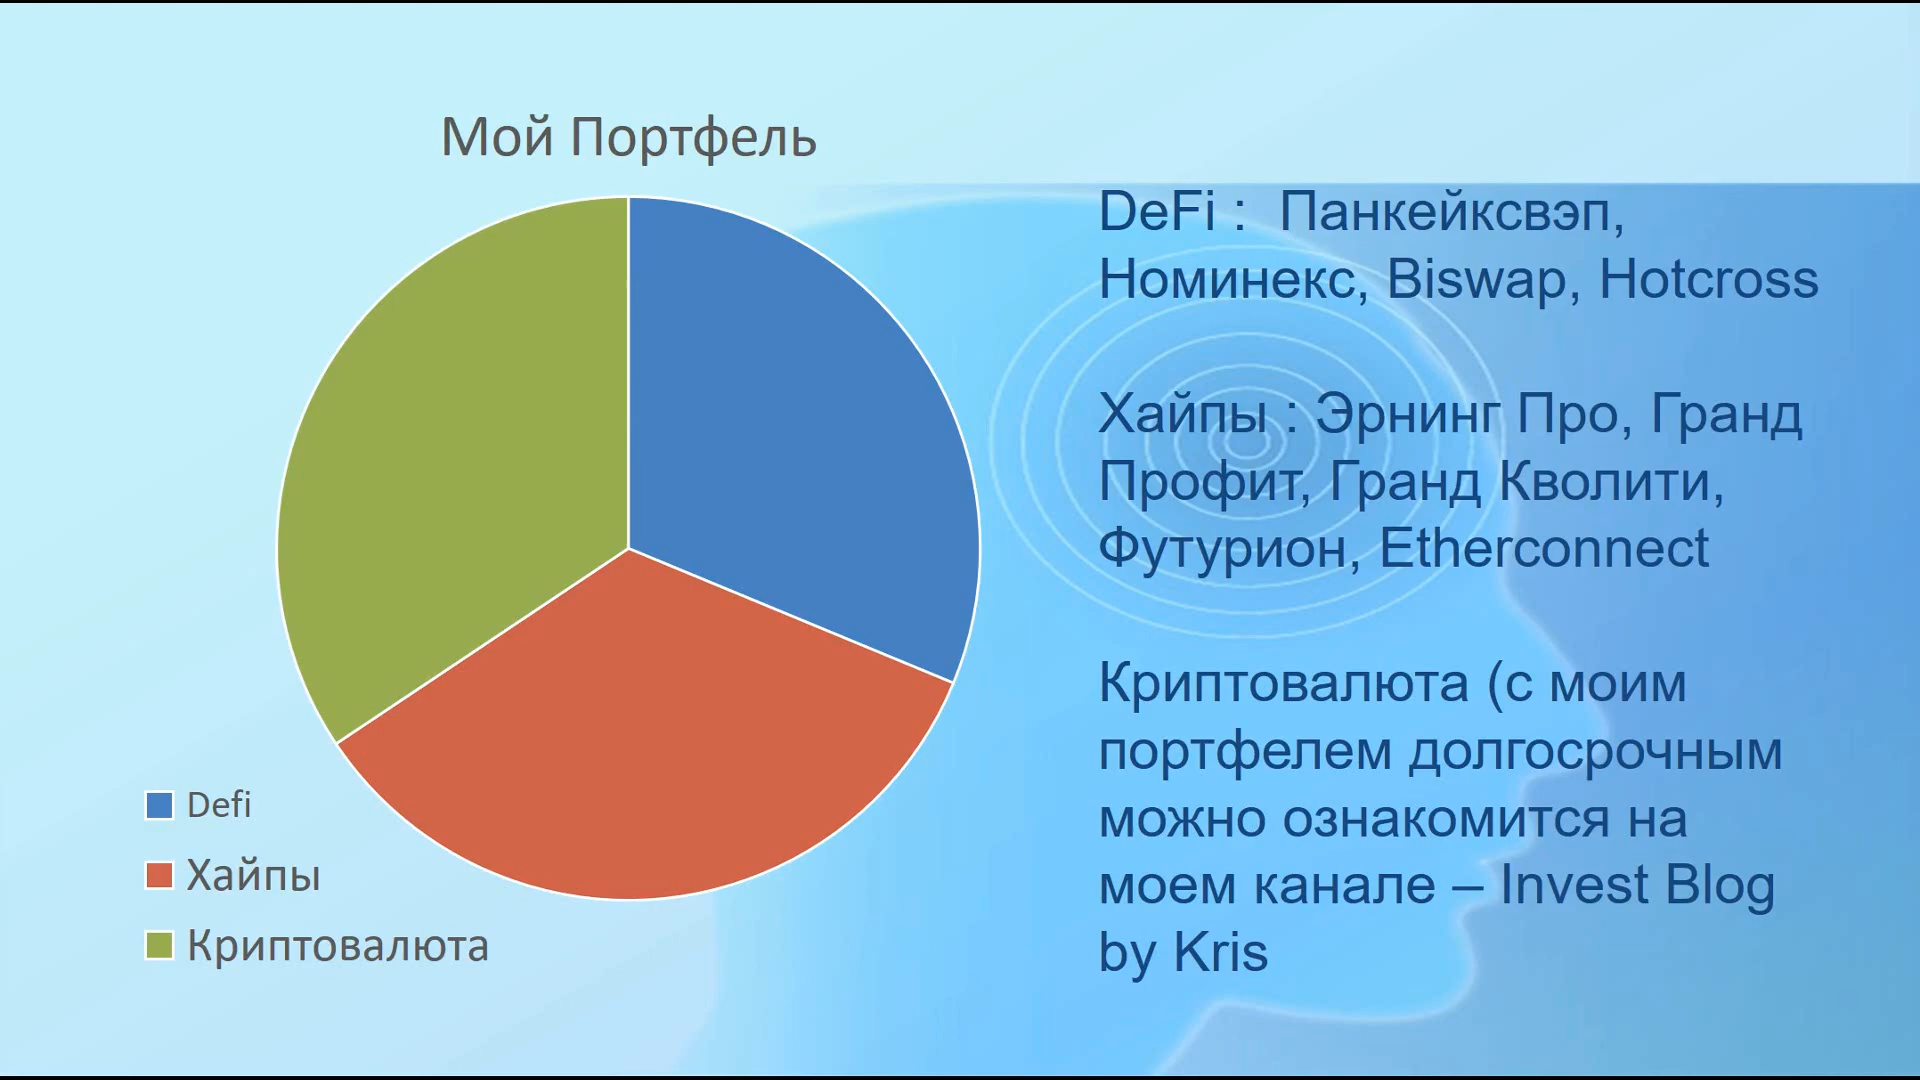 Мой Портфель
DeFi :  Панкейксвэп,
Номинекс, Biswap, Hotcross
Хайпы : Эрнинг Про, Гранд
Профит, Гранд Кволити,
Футурион, Etherconnect
Криптовалюта (с моим
портфелем долгосрочным
можно ознакомится на
моем канале – Invest Blog
by Kris
Defi
Хайпы
Криптовалюта